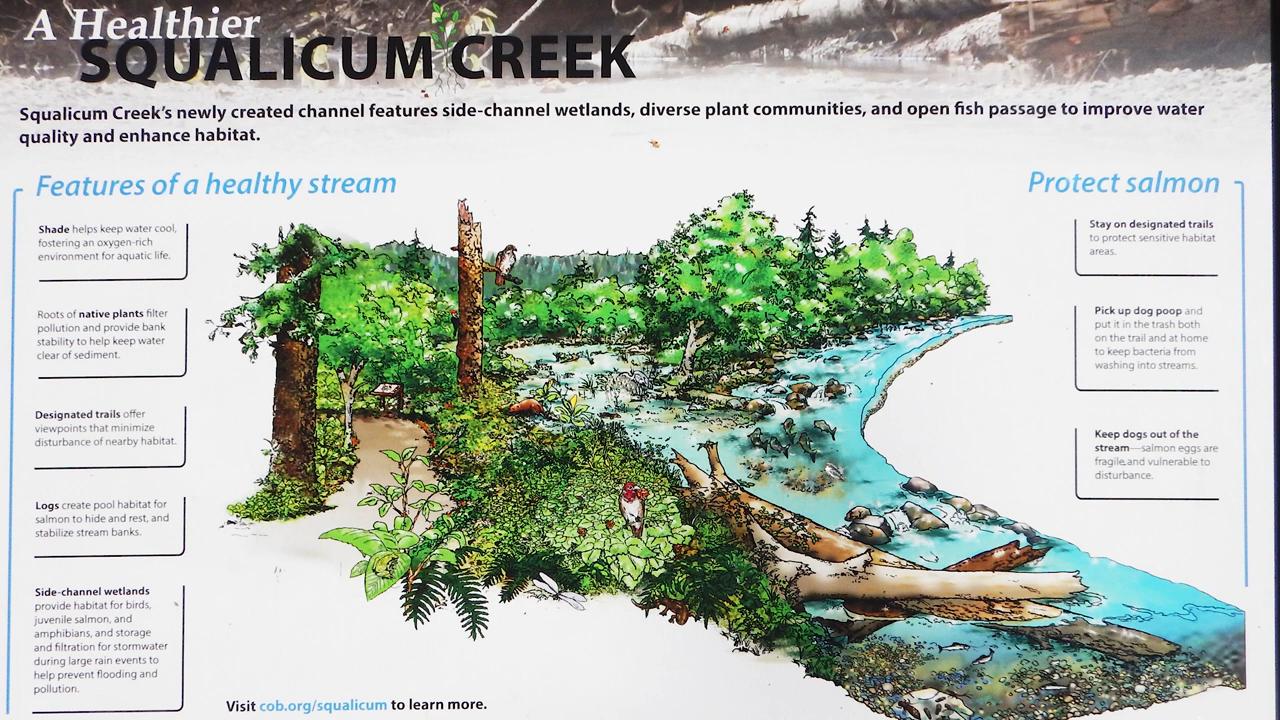 A Healthier
SQUALICUM CREEK
Squalicum Creek's newly created channel features side-channel wetlands, diverse plant communities, and open fish passage to improve water
quality and enhance habitat.
Features of a healthy stream
Shade helps keep water cool,
fostering an oxygen-rich
environment for aquatic life.
Roots of native plants filter
pollution and provide bank
stability to help keep water
clear of sediment.
Designated trails offer
viewpoints that minimize
disturbance of nearby habitat.
Logs create pool habitat for
salmon to hide and rest, and
stabilize stream banks.
Side-channel wetlands
provide habitat for birds,
juvenile salmon, and
amphibians, and storage
and filtration for stormwater
during large rain events to
help prevent flooding and
pollution.
Protect salmon
Stay on designated trails
to protect sensitive habitat
areas.
Pick up dog poop and
put it in the trash both
on the trail and at home
to keep bacteria from
washing into streams.
Keep dogs out of the
stream—salmon eggs are
fragile and vulnerable to
disturbance.
Visit cob.org/squalicum to learn more.